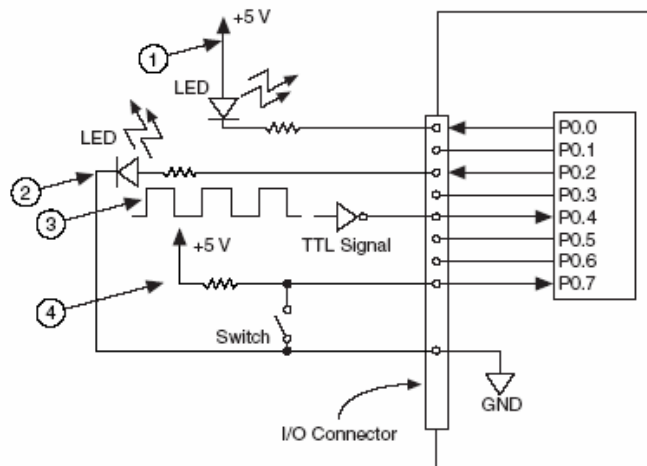 +5 V
1
LED
LED
P0.0
P0.1
P0.2
2
P0.3
3
P0.4
TTL Signal
+5 V
P0.5
P0.6
P0.7
4
Switch
GND
I/O Connector